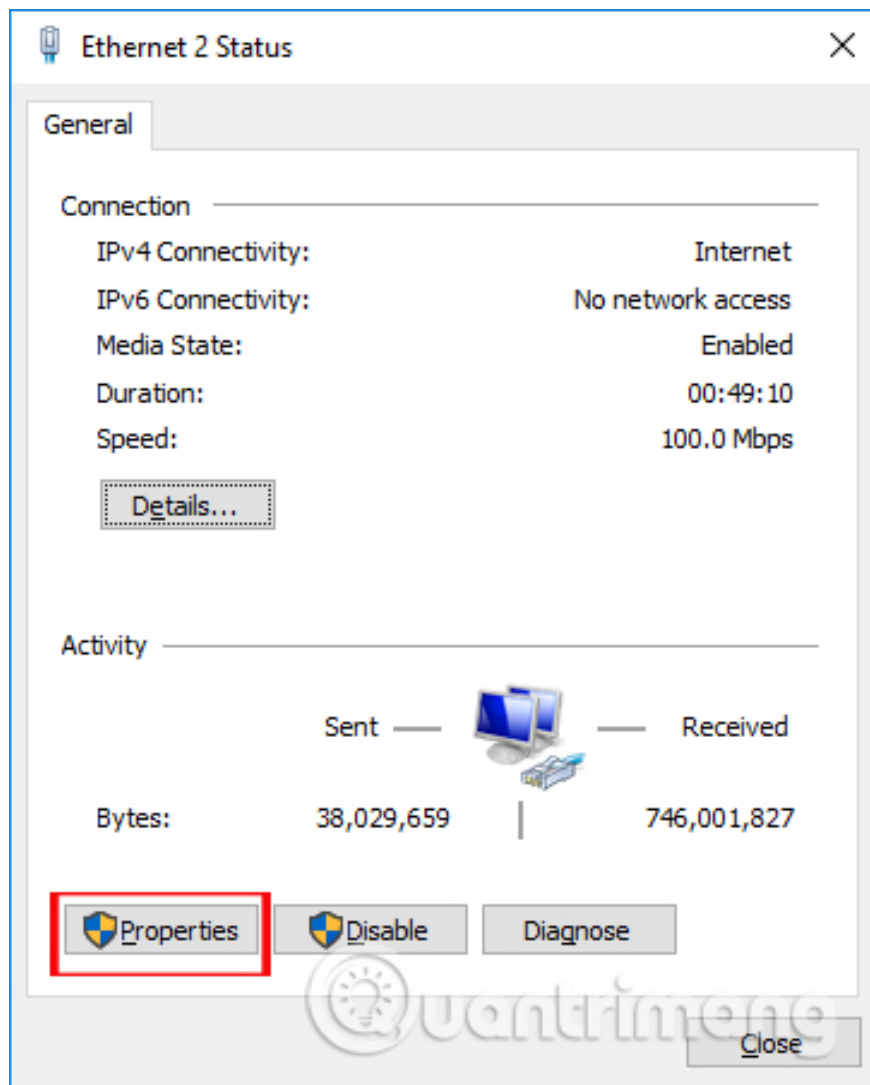 Ethernet 2 Status
General
Connection
IPv4 Connectivity: Internet
IPv6 Connectivity: No network access
Media State: Enabled
Duration: 00:49:10
Speed: 100.0 Mbps
Details...
Activity
Sent Received
Bytes: 38,029,659 746,001,827
Properties Disable Diagnose
Quantrimang
Close